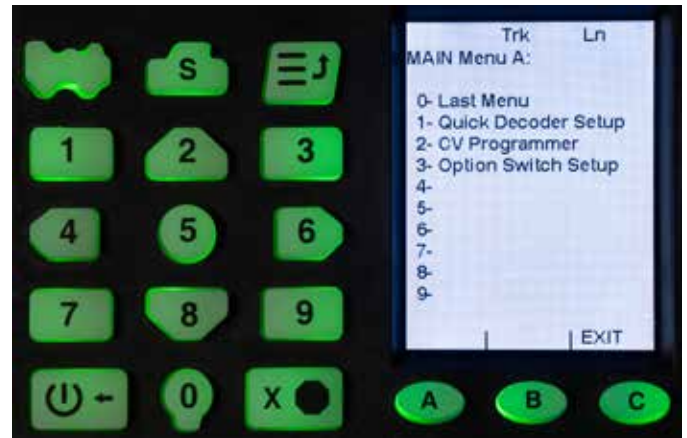 S
1 2 3
4 5 6
7 8 9
0 X
Trk Ln
MAIN Menu A:
0- Last Menu
1- Quick Decoder Setup
2- CV Programmer
3- Option Switch Setup
4-
5-
6-
7-
8-
9-
EXIT
A B C